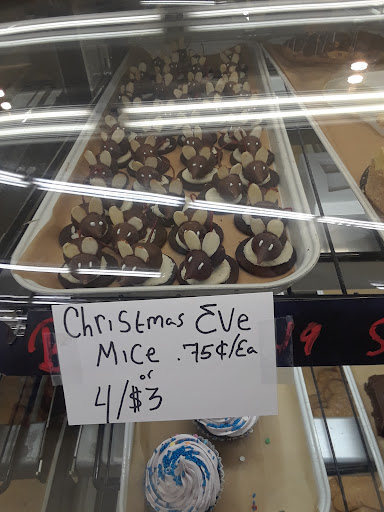 Christmas Eve
Mice .75¢/Ea
or
4/$3